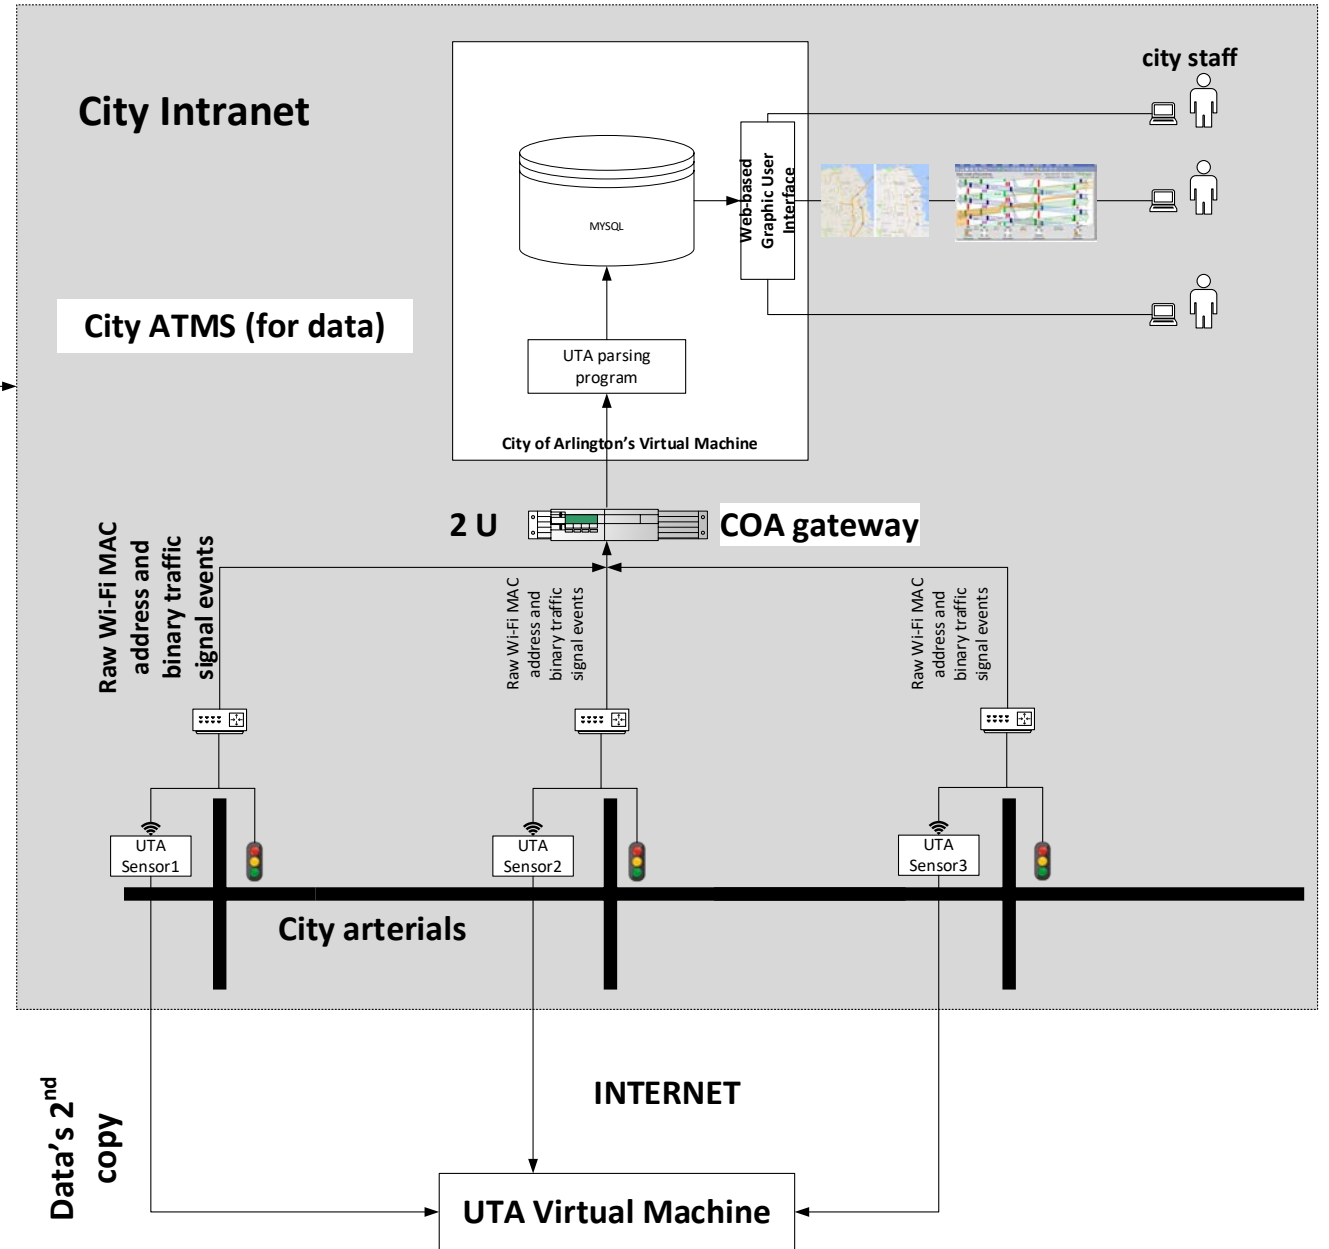 city staff
City Intranet
Web-based
Graphic User
Interface
MYSQL
City ATMS (for data)
UTA parsing
program
City of Arlington's Virtual Machine
2 U
COA gateway
Raw Wi-Fi MAC
address and
binary traffic
signal events
Raw Wi-Fi MAC
address and
binary traffic
signal events
Raw Wi-Fi MAC
address and
binary traffic
signal events
UTA
Sensor1
UTA
Sensor2
UTA
Sensor3
City arterials
Data's 2nd
copy
INTERNET
UTA Virtual Machine